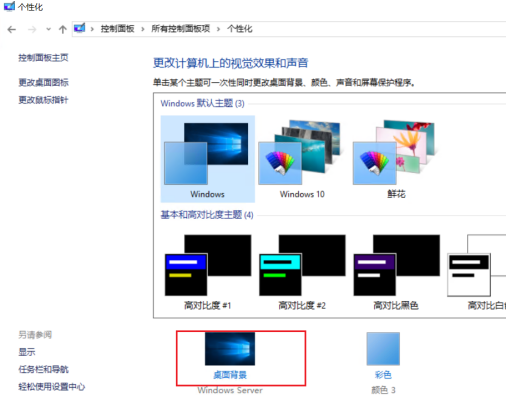 个性化
控制面板 › 所有控制面板项 › 个性化
控制面板主页
更改桌面图标
更改鼠标指针
更改计算机上的视觉效果和声音
单击某个主题可一次性同时更改桌面背景、颜色、声音和屏幕保护程序。
Windows 默认主题 (3)
Windows
Windows 10
鲜花
基本和高对比度主题 (4)
高对比度 #1
高对比度 #2
高对比黑色
高对比白色
另请参阅
显示
任务栏和导航
轻松使用设置中心
桌面背景
Windows Server
彩色
颜色 3